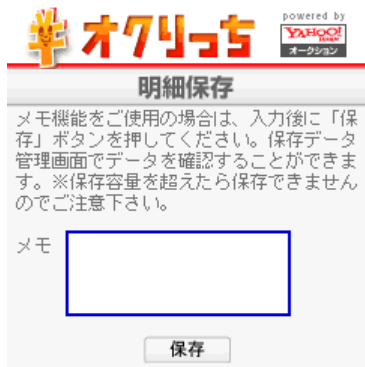 powered by
オクりっち
YAHOO!
JAPAN
オークション
明細保存
メモ機能をご使用の場合は、入力後に「保
存」ボタンを押してください。保存データ
管理画面でデータを確認することができま
す。※保存容量を超えたら保存できません
のでご注意下さい。
メモ
保存